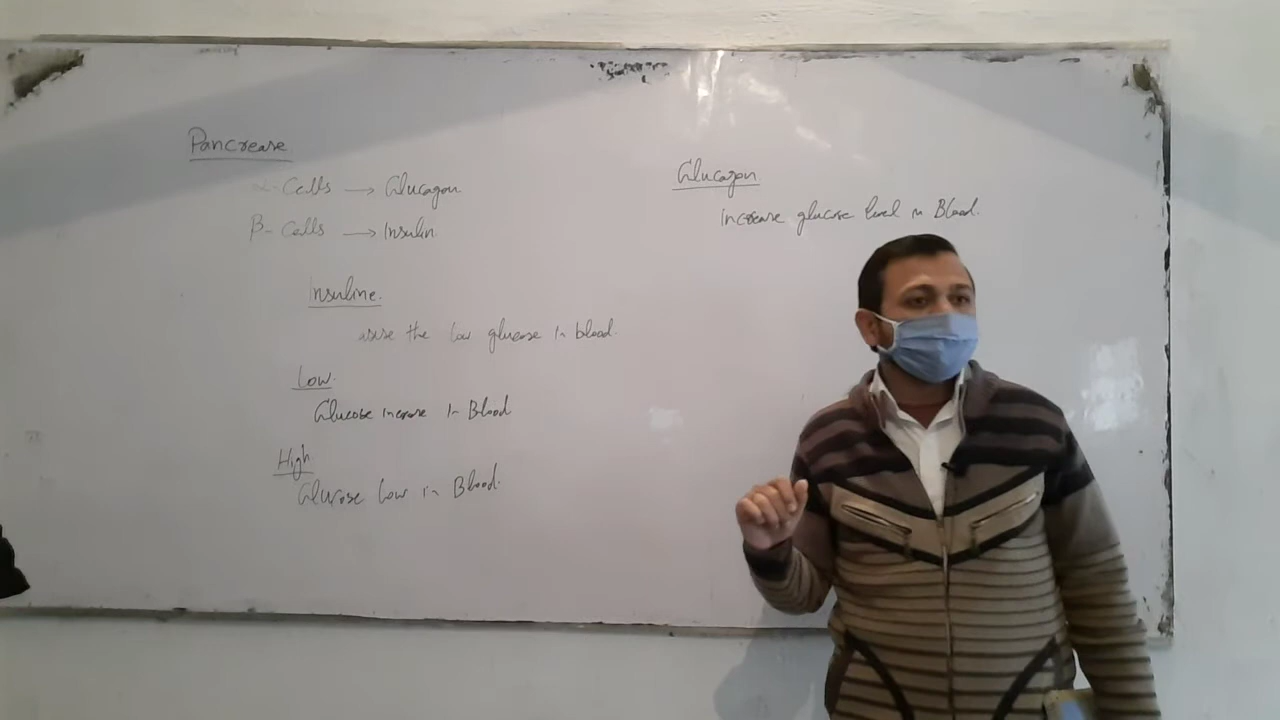 Pancrease
α-Cells → Glucagon
β-Cells → Insulin
Insuline.
the low glucose in blood.
Low.
Glucose increase in Blood
High.
Glucose Low in Blood.
Glucagon
increase glucose level in Blood.